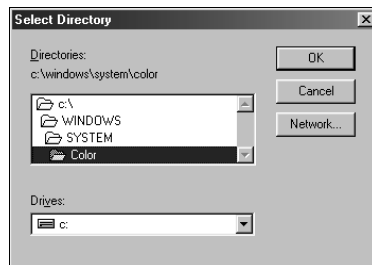 Select Directory
Directories:
c:\windows\system\color
c:\
WINDOWS
SYSTEM
Color
Drives:
c:
OK
Cancel
Network...